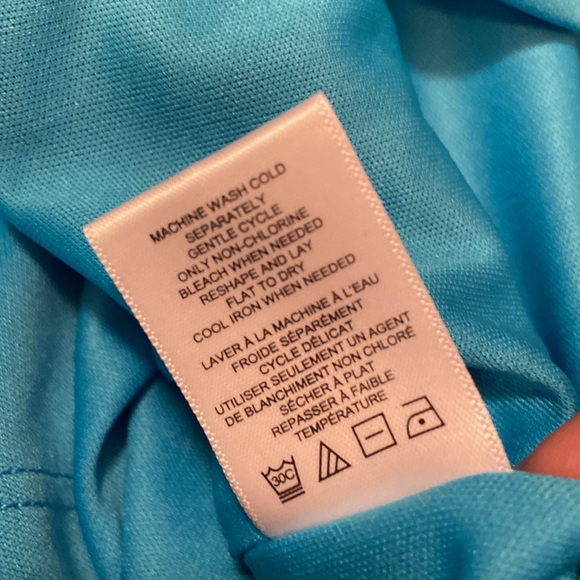 MACHINE WASH COLD
SEPARATELY
GENTLE CYCLE
ONLY NON-CHLORINE
BLEACH WHEN NEEDED
RESHAPE AND LAY
FLAT TO DRY
COOL IRON WHEN NEEDED
LAVER À LA MACHINE À L'EAU
FROIDE SÉPARÉMENT
CYCLE DÉLICAT
UTILISER SEULEMENT UN AGENT
DE BLANCHIMENT NON CHLORÉ
SÉCHER À PLAT
REPASSER À FAIBLE
TEMPÉRATURE
30C